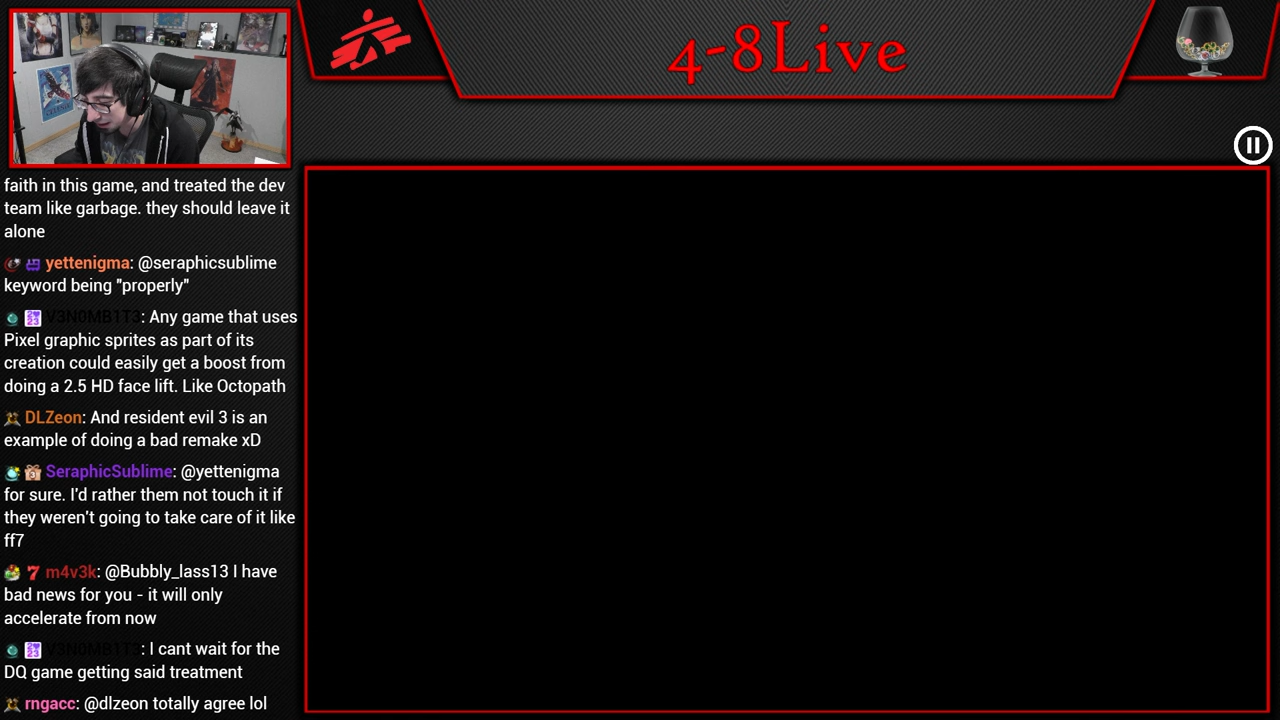 4-8Live
faith in this game, and treated the dev
team like garbage. they should leave it
alone
yettenigma: @seraphicsublime
keyword being "properly"
V3N0MB1T3: Any game that uses
Pixel graphic sprites as part of its
creation could easily get a boost from
doing a 2.5 HD face lift. Like Octopath
DLZeon: And resident evil 3 is an
example of doing a bad remake xD
SeraphicSublime: @yettenigma
for sure. I'd rather them not touch it if
they weren't going to take care of it like
ff7
m4v3k: @Bubbly_lass13 I have
bad news for you - it will only
accelerate from now
V3N0MB1T3: I cant wait for the
DQ game getting said treatment
rngacc: @dlzeon totally agree lol